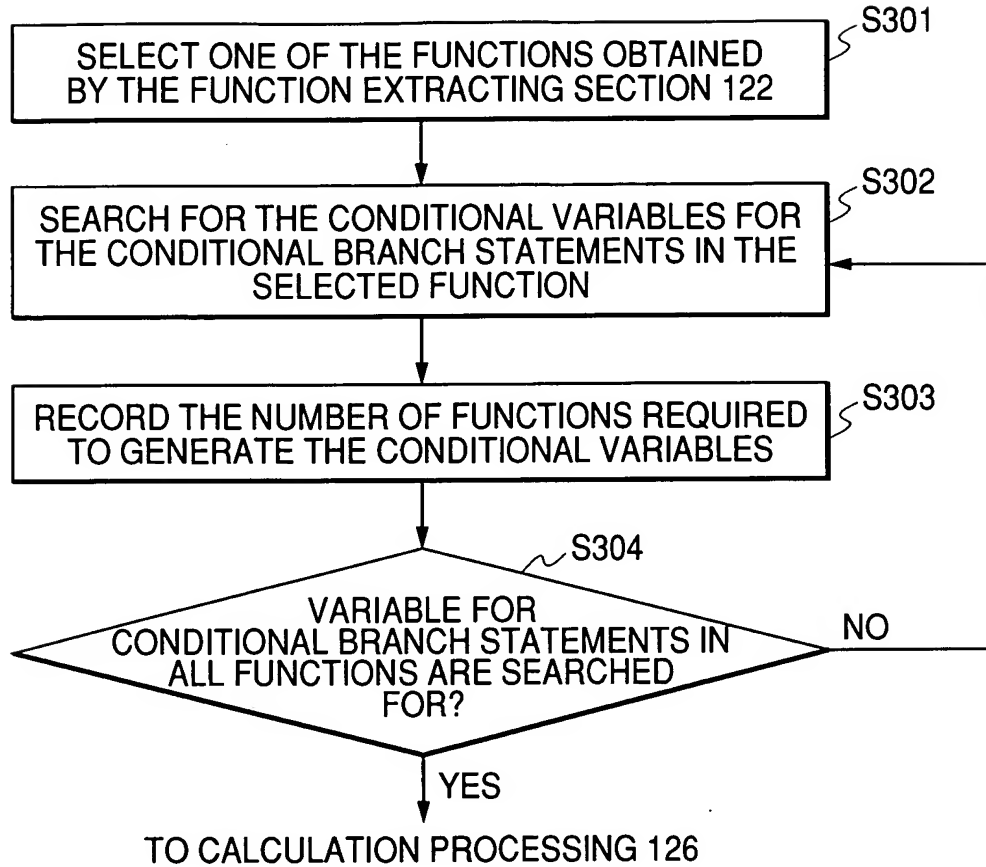 S301
SELECT ONE OF THE FUNCTIONS OBTAINED
BY THE FUNCTION EXTRACTING SECTION 122
S302
SEARCH FOR THE CONDITIONAL VARIABLES FOR
THE CONDITIONAL BRANCH STATEMENTS IN THE
SELECTED FUNCTION
S303
RECORD THE NUMBER OF FUNCTIONS REQUIRED
TO GENERATE THE CONDITIONAL VARIABLES
S304
VARIABLE FOR
CONDITIONAL BRANCH STATEMENTS IN
ALL FUNCTIONS ARE SEARCHED
FOR?
NO
YES
TO CALCULATION PROCESSING 126